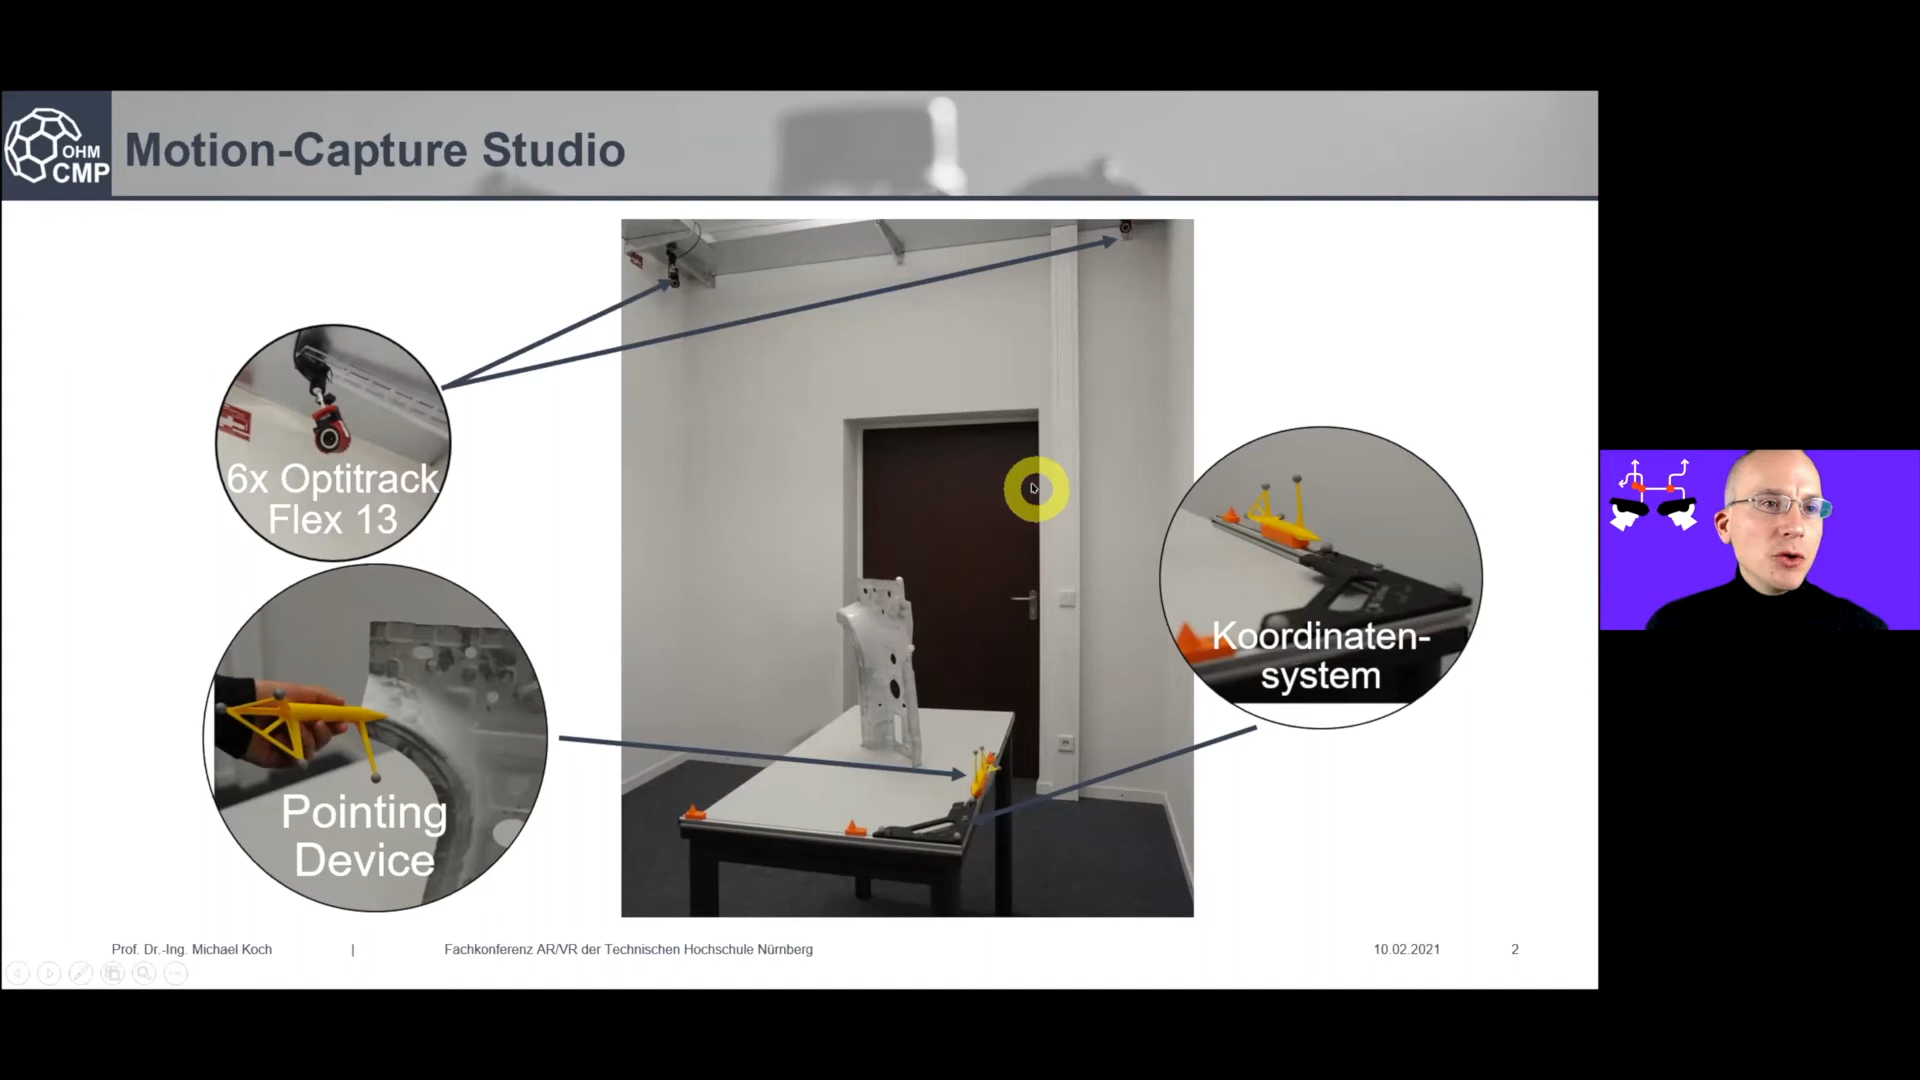 OHM
CMP
Motion-Capture Studio
6x Optitrack
Flex 13
Koordinaten-
system
Pointing
Device
Prof. Dr.-Ing. Michael Koch | Fachkonferenz AR/VR der Technischen Hochschule Nürnberg 10.02.2021 2